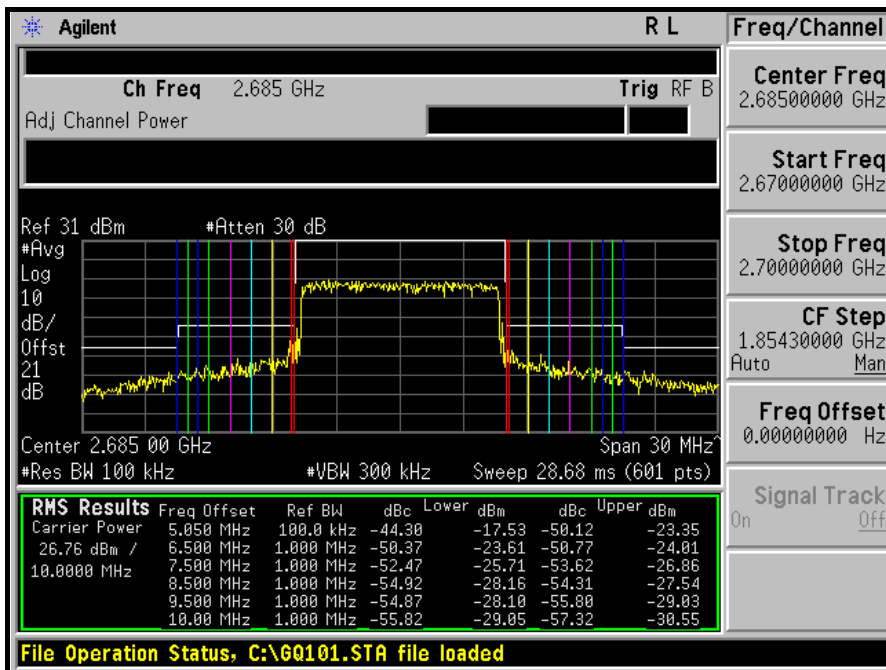 Agilent R L Freq/Channel
Ch Freq 2.685 GHz Trig RF B
Adj Channel Power
Center Freq
2.68500000 GHz
Start Freq
2.67000000 GHz
Stop Freq
2.70000000 GHz
CF Step
1.85430000 GHz
Auto Man
Freq Offset
0.00000000 Hz
Signal Track
On Off
Ref 31 dBm #Atten 30 dB
#Avg
Log
10
dB/
Offst
21
dB
Center 2.685 00 GHz Span 30 MHz^
#Res BW 100 kHz #VBW 300 kHz Sweep 28.68 ms (601 pts)
RMS Results Freq Offset Ref BW dBc Lower dBm dBc Upper dBm
Carrier Power 5.050 MHz 100.0 kHz -44.30 -17.53 -50.12 -23.35
26.76 dBm / 6.500 MHz 1.000 MHz -50.37 -23.61 -50.77 -24.01
10.0000 MHz 7.500 MHz 1.000 MHz -52.47 -25.71 -53.62 -26.86
8.500 MHz 1.000 MHz -54.92 -28.16 -54.31 -27.54
9.500 MHz 1.000 MHz -54.87 -28.10 -55.80 -29.03
10.00 MHz 1.000 MHz -55.82 -29.05 -57.32 -30.55
File Operation Status, C:\GQ101.STA file loaded